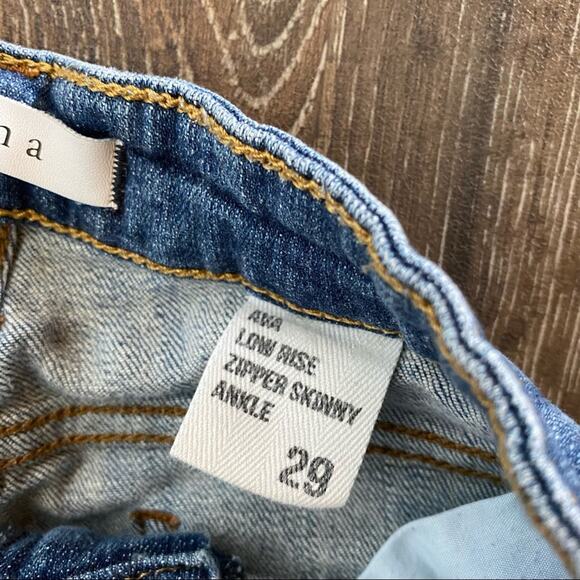 na
AVA
LOW RISE
ZIPPER SKINNY
ANKLE
29